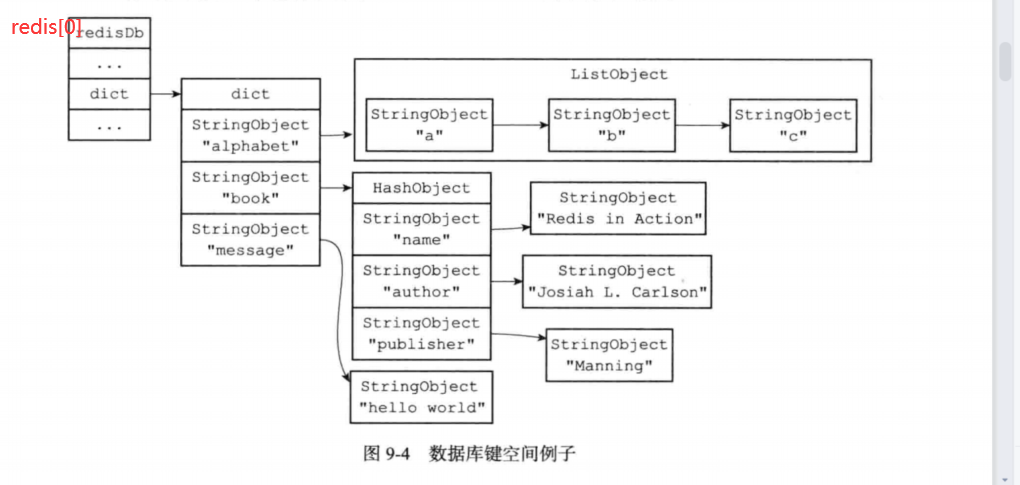 redis[0]
redisDb
...
dict
...
dict
StringObject
"alphabet"
StringObject
"book"
StringObject
"message"
ListObject
StringObject
"a"
StringObject
"b"
StringObject
"c"
HashObject
StringObject
"name"
StringObject
"author"
StringObject
"publisher"
StringObject
"Redis in Action"
StringObject
"Josiah L. Carlson"
StringObject
"Manning"
StringObject
"hello world"
图 9-4 数据库键空间例子